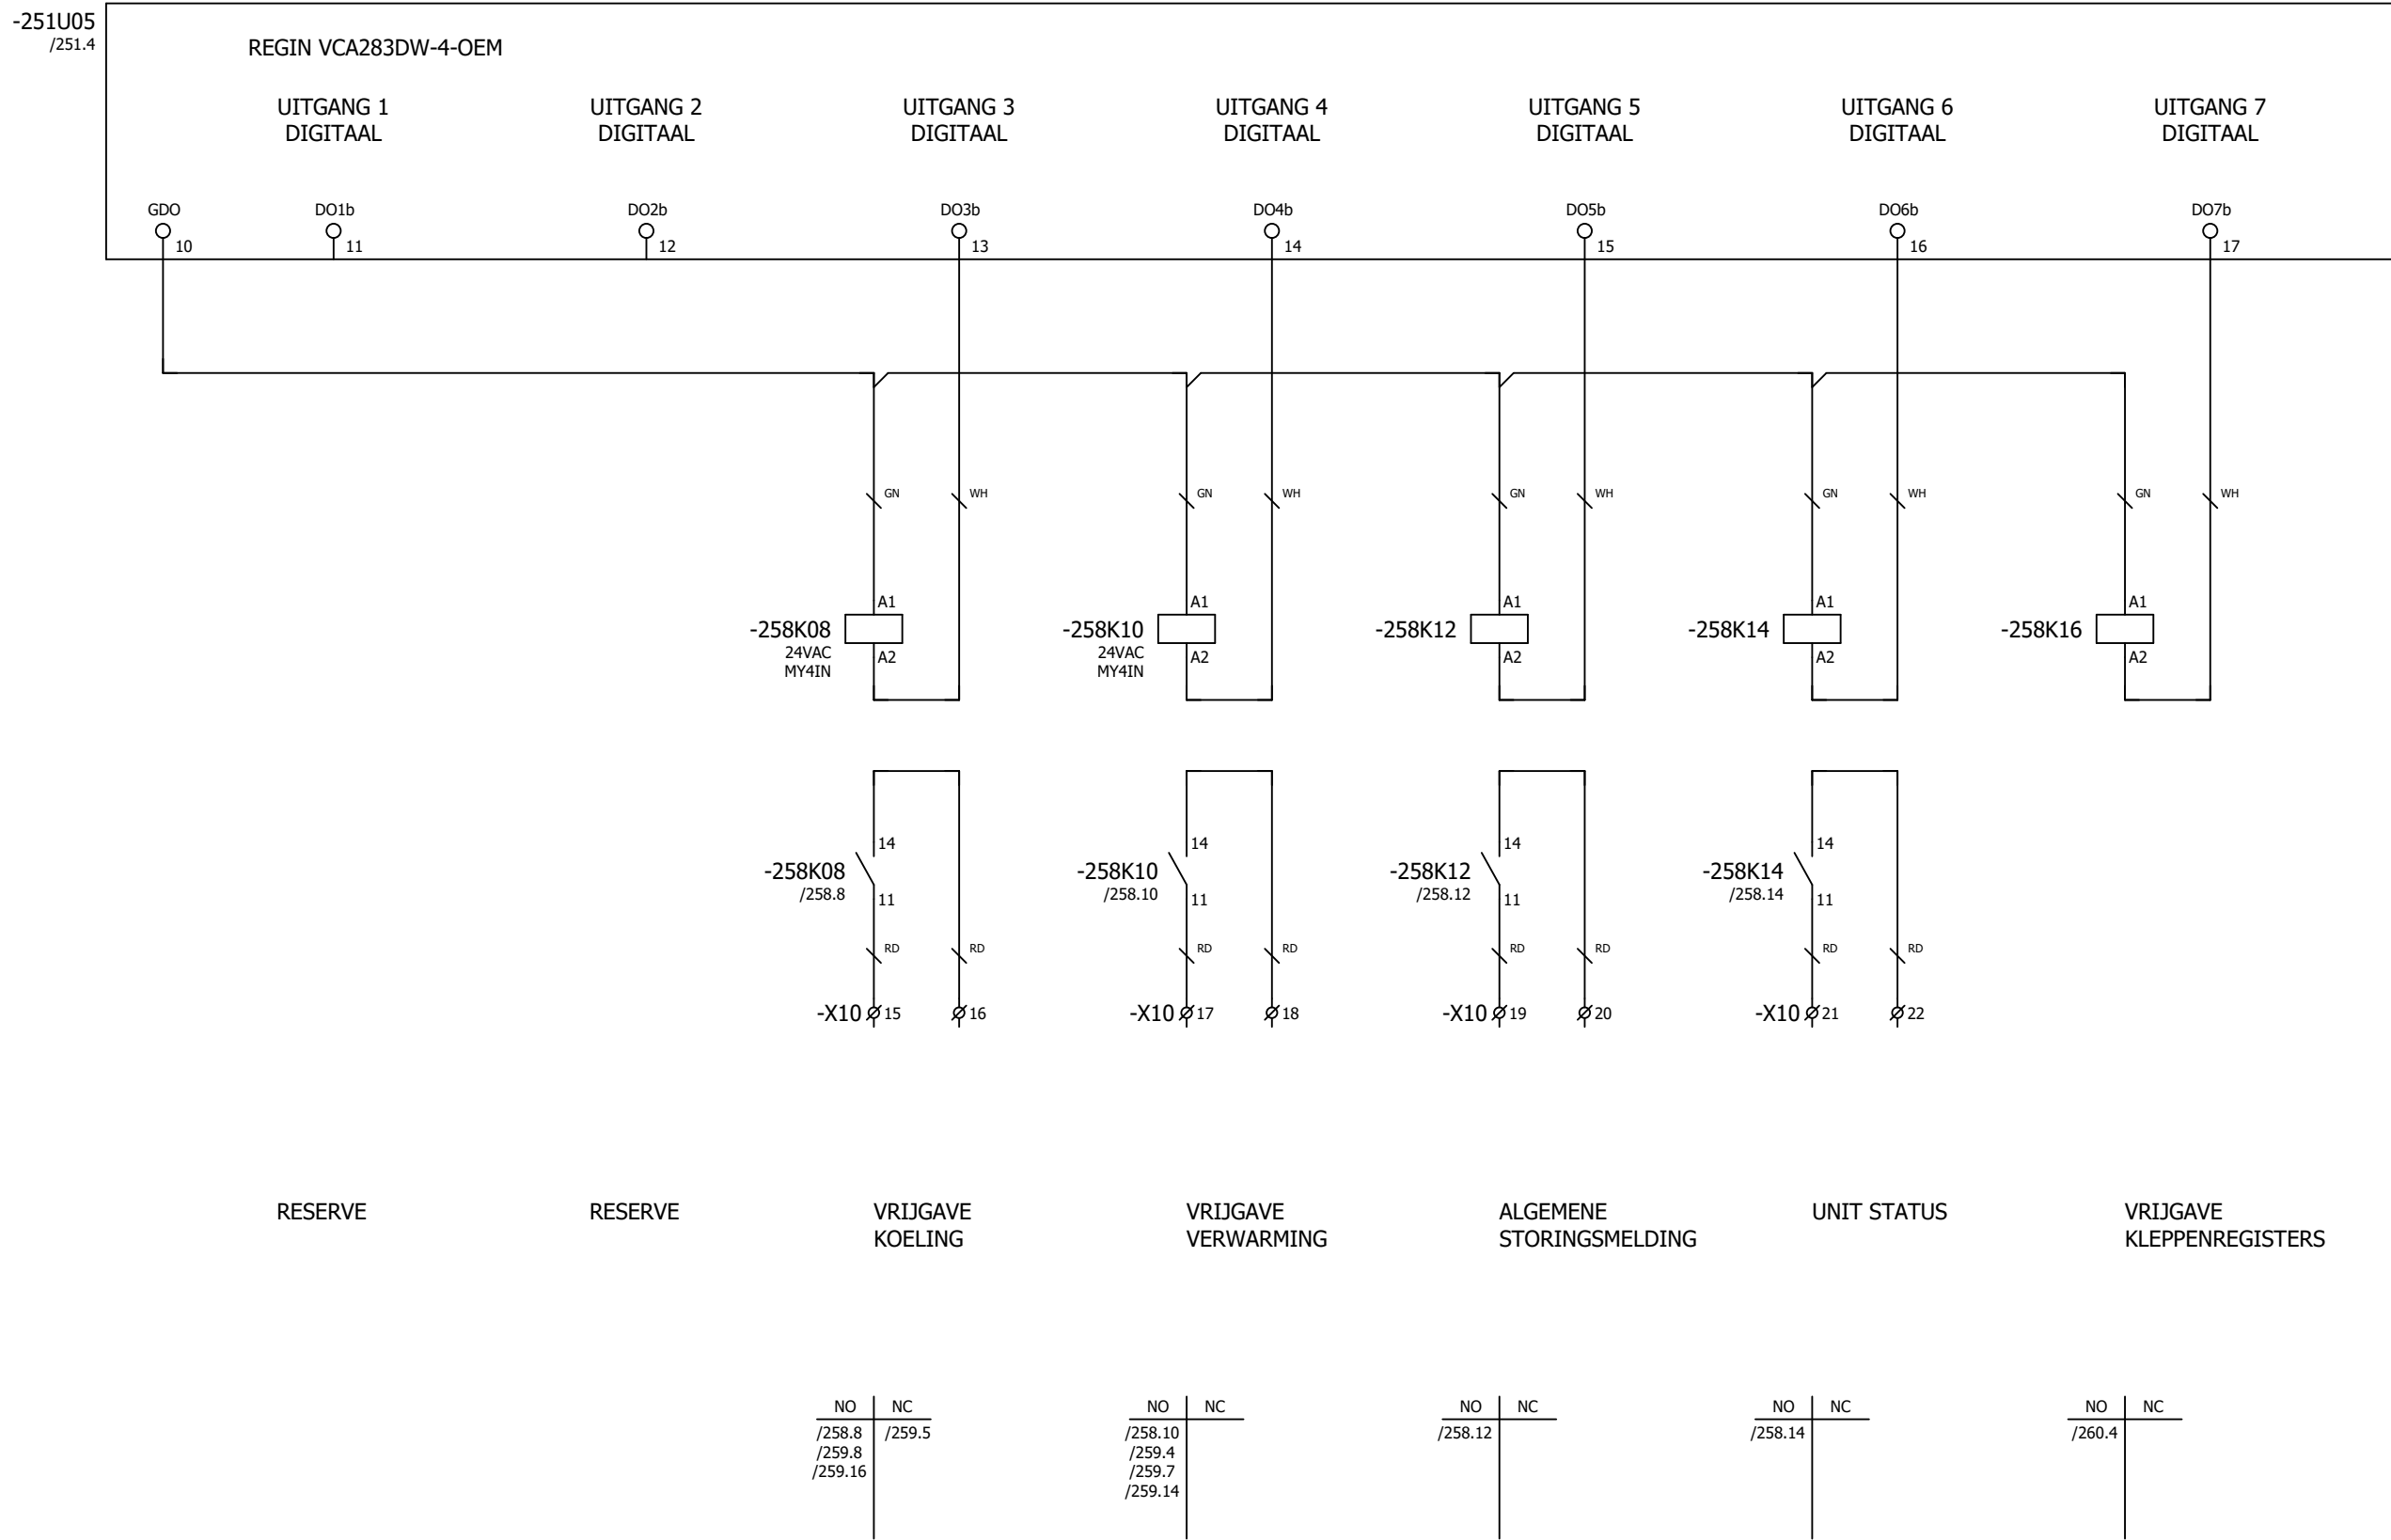 -251U05
/251.4
REGIN VCA283DW-4-OEM
UITGANG 1
DIGITAAL
UITGANG 2
DIGITAAL
UITGANG 3
DIGITAAL
UITGANG 4
DIGITAAL
UITGANG 5
DIGITAAL
UITGANG 6
DIGITAAL
UITGANG 7
DIGITAAL
GDO
10
DO1b
11
DO2b
12
DO3b
13
DO4b
14
DO5b
15
DO6b
16
DO7b
17
GN WH GN WH GN WH GN WH GN WH
-258K08
24VAC
MY4IN
A1
A2
-258K10
24VAC
MY4IN
A1
A2
-258K12
A1
A2
-258K14
A1
A2
-258K16
A1
A2
-258K08
/258.8
14
11
RD RD
-X10 15 16
-258K10
/258.10
14
11
RD RD
-X10 17 18
-258K12
/258.12
14
11
RD RD
-X10 19 20
-258K14
/258.14
14
11
RD RD
-X10 21 22
RESERVE
RESERVE
VRIJGAVE
KOELING
VRIJGAVE
VERWARMING
ALGEMENE
STORINGSMELDING
UNIT STATUS
VRIJGAVE
KLEPPENREGISTERS
NO NC
/258.8 /259.5
/259.8
/259.16
NO NC
/258.10
/259.4
/259.7
/259.14
NO NC
/258.12
NO NC
/258.14
NO NC
/260.4